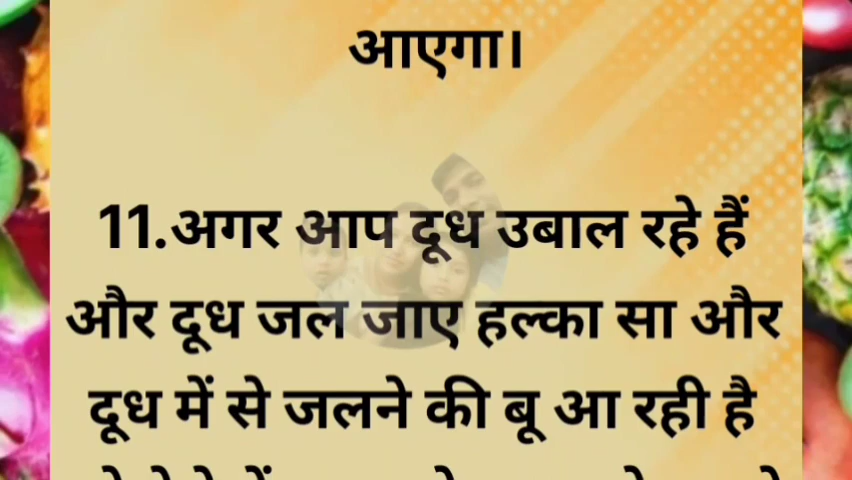 आएगा।
11.अगर आप दूध उबाल रहे हैं
और दूध जल जाए हल्का सा और
दूध में से जलने की बू आ रही है